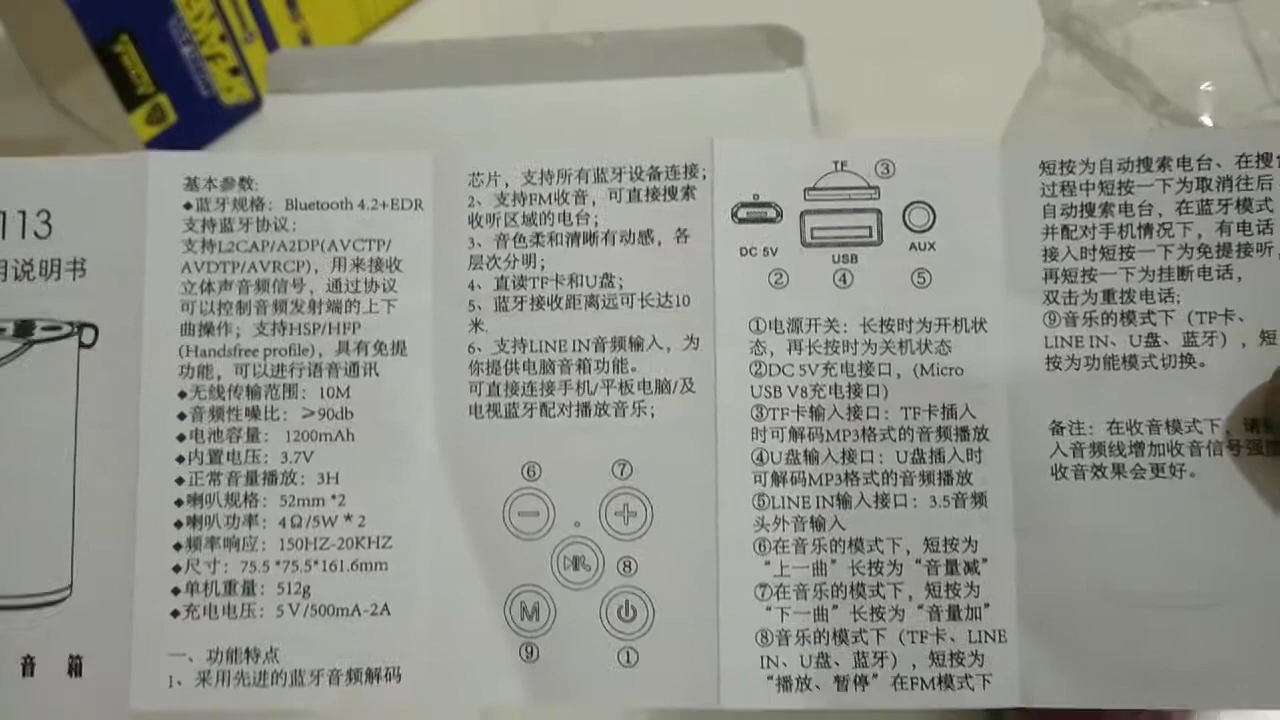 113
说明书
音 箱
基本参数:
◆蓝牙规格: Bluetooth 4.2+EDR
支持蓝牙协议:
支持L2CAP/A2DP(AVCTP/
AVDTP/AVRCP), 用来接收
立体声音频信号, 通过协议
可以控制音频发射端的上下
曲操作; 支持HSP/HFP
(Handsfree profile), 具有免提
功能, 可以进行语音通讯
◆无线传输范围: 10M
◆音频性噪比: ≥90db
◆电池容量: 1200mAh
◆内置电压: 3.7V
◆正常音量播放: 3H
◆喇叭规格: 52mm *2
◆喇叭功率: 4Ω/5W*2
◆频率响应: 150HZ-20KHZ
◆尺寸: 75.5*75.5*161.6mm
◆单机重量: 512g
◆充电电压: 5V/500mA-2A
一、功能特点
1、采用先进的蓝牙音频解码
芯片, 支持所有蓝牙设备连接;
2、支持FM收音, 可直接搜索
收听区域的电台;
3、音色柔和清晰有动感, 各
层次分明;
4、直读TF卡和U盘;
5、蓝牙接收距离远可长达10
米.
6、支持LINE IN音频输入, 为
你提供电脑音箱功能。
可直接连接手机/平板电脑/及
电视蓝牙配对播放音乐;
⑥ ⑦
⑧
M
⑨ ①
TF ③
DC 5V USB AUX
② ④ ⑤
①电源开关: 长按时为开机状
态, 再长按时为关机状态
②DC 5V充电接口, (Micro
USB V8充电接口)
③TF卡输入接口: TF卡插入
时可解码MP3格式的音频播放
④U盘输入接口: U盘插入时
可解码MP3格式的音频播放
⑤LINE IN输入接口: 3.5音频
头外音输入
⑥在音乐的模式下, 短按为
“上一曲” 长按为 “音量减”
⑦在音乐的模式下, 短按为
“下一曲” 长按为 “音量加”
⑧音乐的模式下 (TF卡、LINE
IN、U盘、蓝牙) , 短按为
“播放、暂停” 在FM模式下
短按为自动搜索电台、在搜
过程中短按一下为取消往后
自动搜索电台, 在蓝牙模式
并配对手机情况下, 有电话
接入时短按一下为免提接听,
再短按一下为挂断电话,
双击为重拨电话;
⑨音乐的模式下 (TF卡、
LINE IN、U盘、蓝牙) , 短
按为功能模式切换。
备注: 在收音模式下, 请
入音频线增加收音信号强
收音效果会更好。